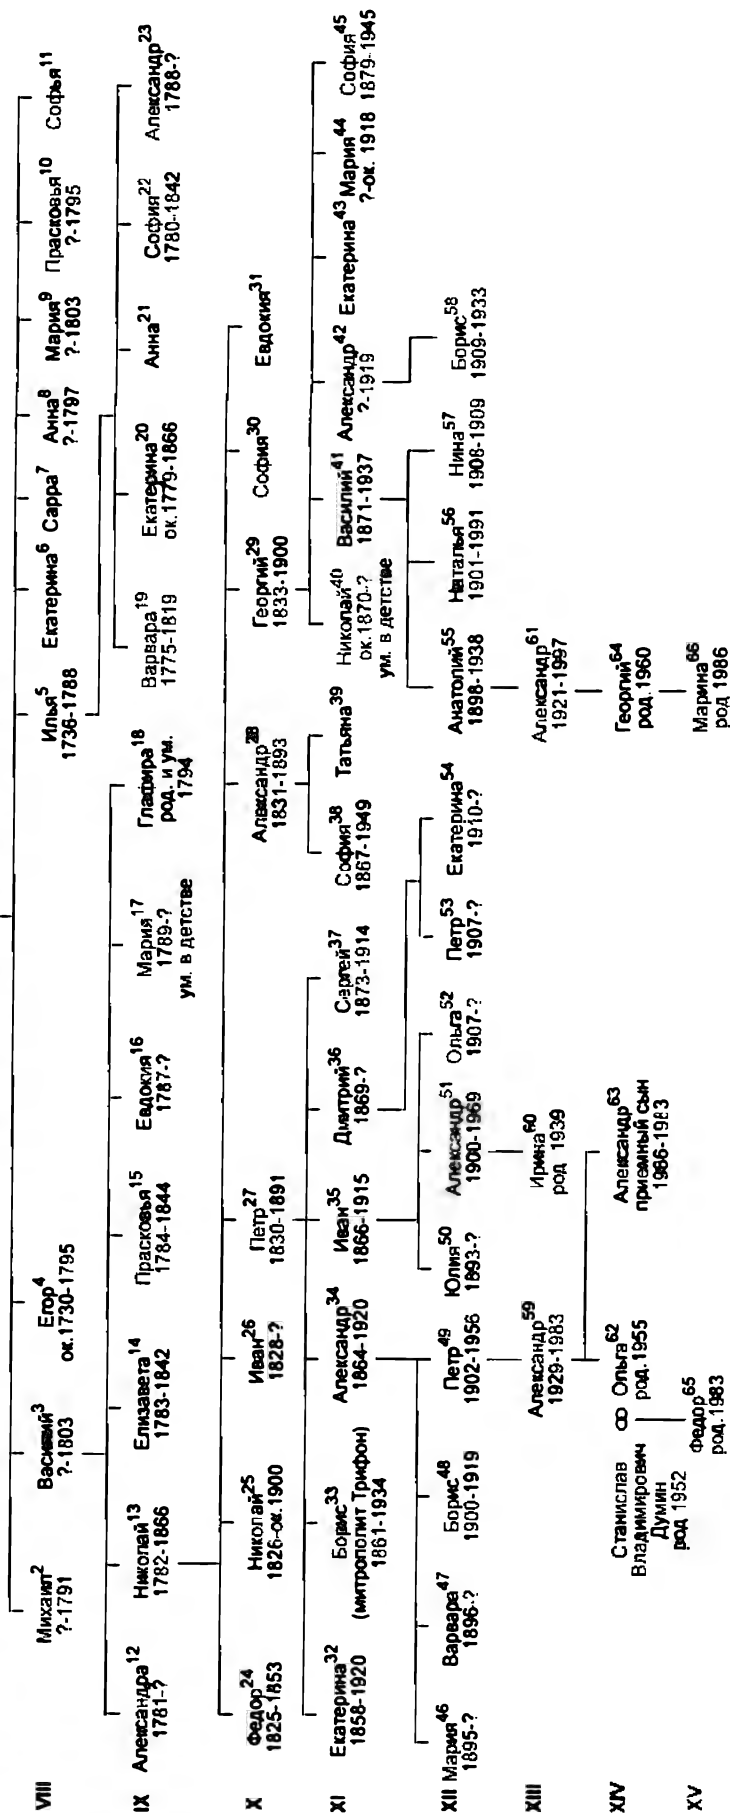 VIII
Михаил2
?-1791
Василий3
?-1803
Егор4
ок.1730-1795
Илья5
1736-1788
Екатерина6
Сарра7
Анна8
?-1797
Мария9
?-1803
Прасковья10
?-1795
Софья11
IX
Александра12
1781-?
Николай13
1782-1866
Елизавета14
1783-1842
Прасковья15
1784-1844
Евдокия16
1787-?
Мария17
1789-?
ум. в детстве
Глафира18
род. и ум.
1794
Варвара19
1775-1819
Екатерина20
ок.1779-1866
Анна21
София22
1780-1842
Александр23
1788-?
X
Федор24
1825-1853
Николай25
1826-ок.1900
Иван26
1828-?
Петр27
1830-1891
Александр28
1831-1893
Георгий29
1833-1900
София30
Евдокия31
XI
Екатерина32
1858-1920
Борис33
(митрополит Трифон)
1861-1934
Александр34
1864-1920
Иван35
1866-1915
Дмитрий36
1869-?
Сергей37
1873-1914
София38
1867-1949
Татьяна39
Николай40
ок.1870-?
ум. в детстве
Василий41
1871-1937
Александр42
?-1919
Екатерина43
Мария44
?-ок. 1918
София45
1879-1945
XII
Мария46
1895-?
Варвара47
1896-?
Борис48
1900-1919
Петр49
1902-1956
Юлия50
1893-?
Александр51
1900-1969
Ольга52
1907-?
Петр53
1907-?
Екатерина54
1910-?
Анатолий55
1898-1938
Наталья56
1901-1991
Нина57
1908-1909
Борис58
1909-1933
XIII
Александр59
1929-1983
Ирина60
род 1939
Александр61
1921-1997
XIV
Станислав
Владимирович
Думин
род 1952
∞ Ольга62
род.1955
Александр63
приемный сын
1966-1983
Георгий64
род.1960
XV
Федор65
род.1983
Марина66
род 1986